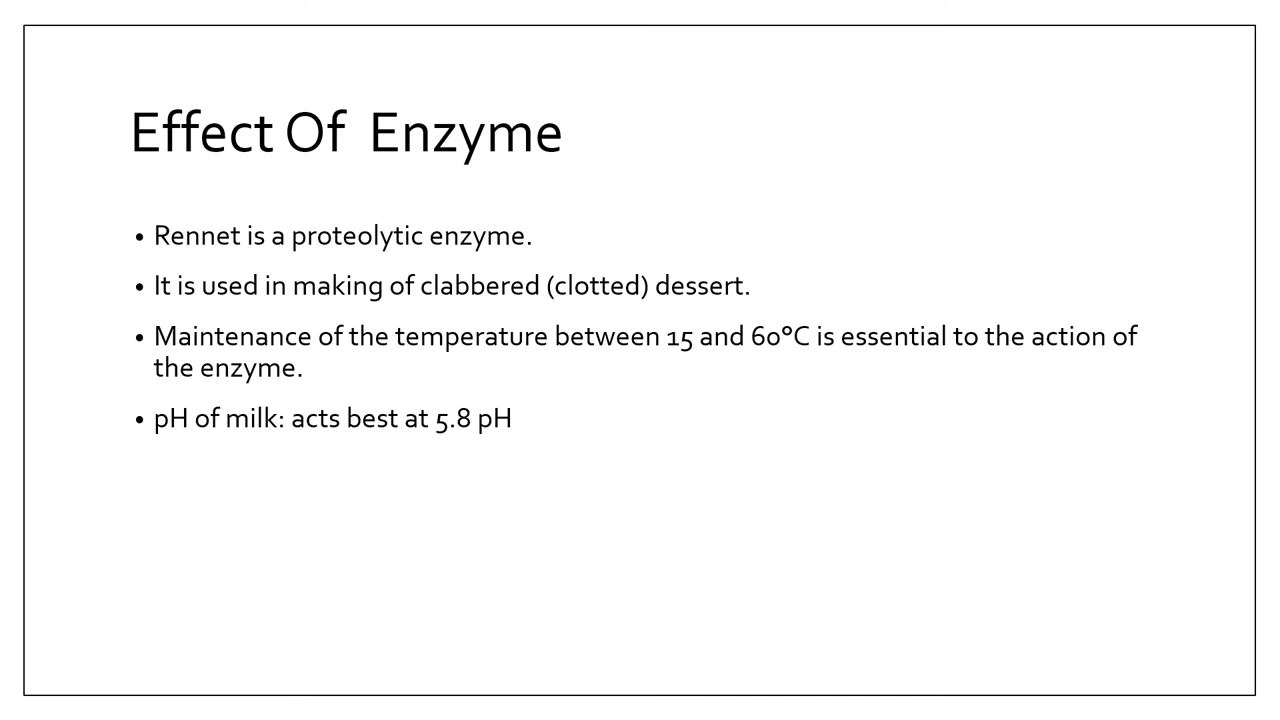 Effect Of Enzyme
• Rennet is a proteolytic enzyme.
• It is used in making of clabbered (clotted) dessert.
• Maintenance of the temperature between 15 and 60°C is essential to the action of
the enzyme.
• pH of milk: acts best at 5.8 pH